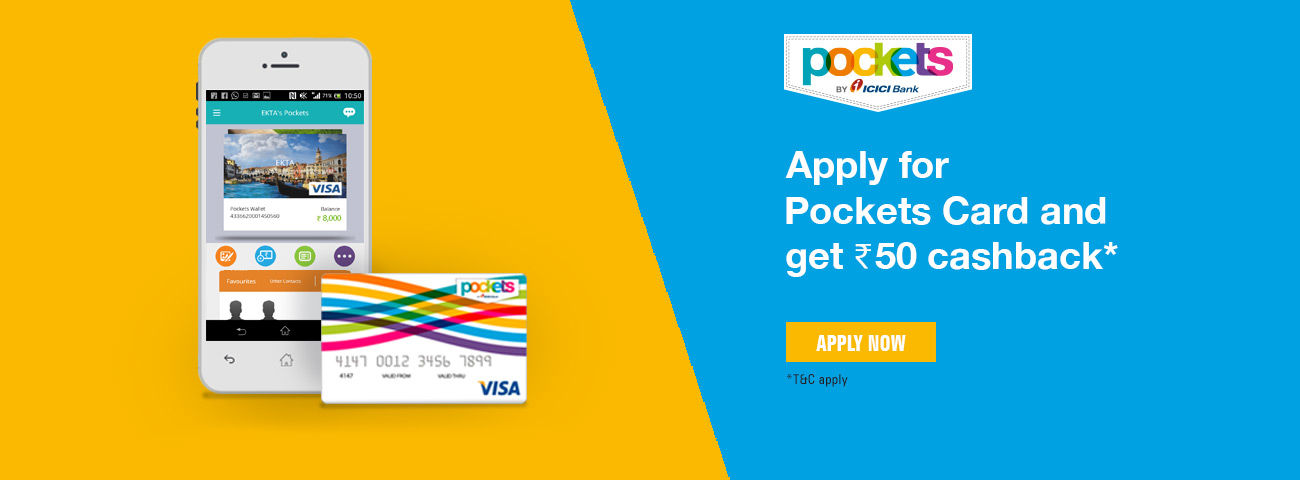 71% 10:50
EKTA's Pockets
EKTA
VISA
Pockets Wallet
Balance
4336620001450560
₹ 8,000
Favourites
Other Contacts
pockets
4147 0012 3456 7899
4147
VALID FROM
VALID THRU
VISA
pockets
BY ICICI Bank
Apply for
Pockets Card and
get ₹50 cashback*
APPLY NOW
*T&C apply